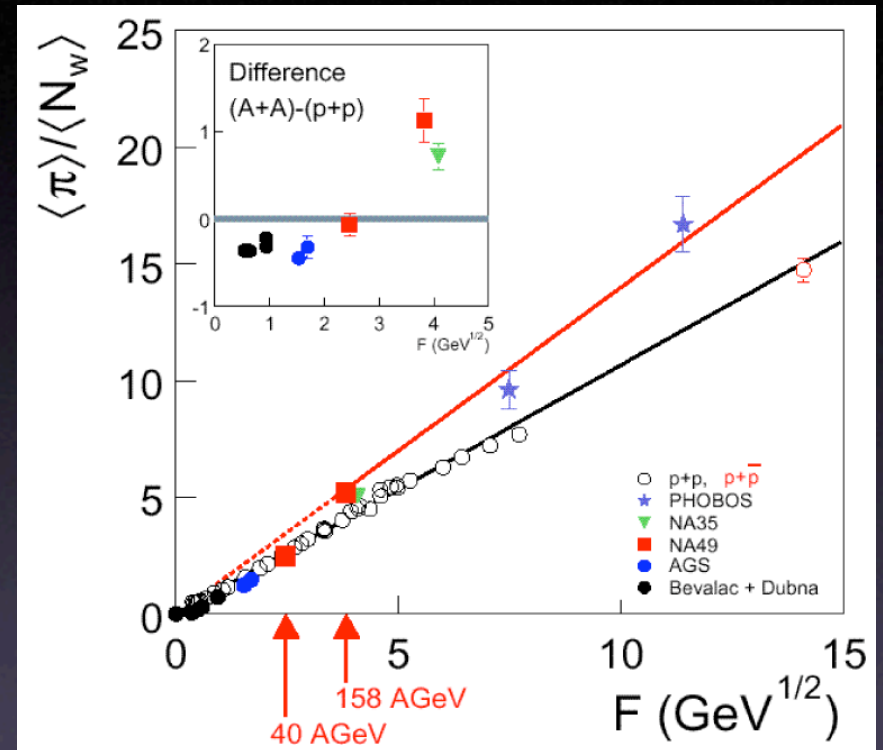 ⟨π⟩/⟨N_w⟩
25
20
15
10
5
0
2
1
0
-1
Difference
(A+A)-(p+p)
0 1 2 3 4 5
F (GeV^1/2)
p+p, p+p̅
PHOBOS
NA35
NA49
AGS
Bevalac + Dubna
0 5 10 15
158 AGeV
40 AGeV
F (GeV^1/2)